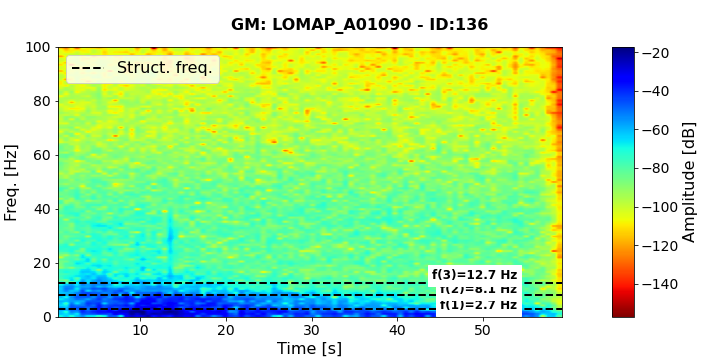 GM: LOMAP_A01090 - ID:136
Struct. freq.
100
80
60
40
20
0
Freq. [Hz]
f(3)=12.7 Hz
f(2)=8.1 Hz
f(1)=2.7 Hz
10
20
30
40
50
Time [s]
−20
−40
−60
−80
−100
−120
−140
Amplitude [dB]